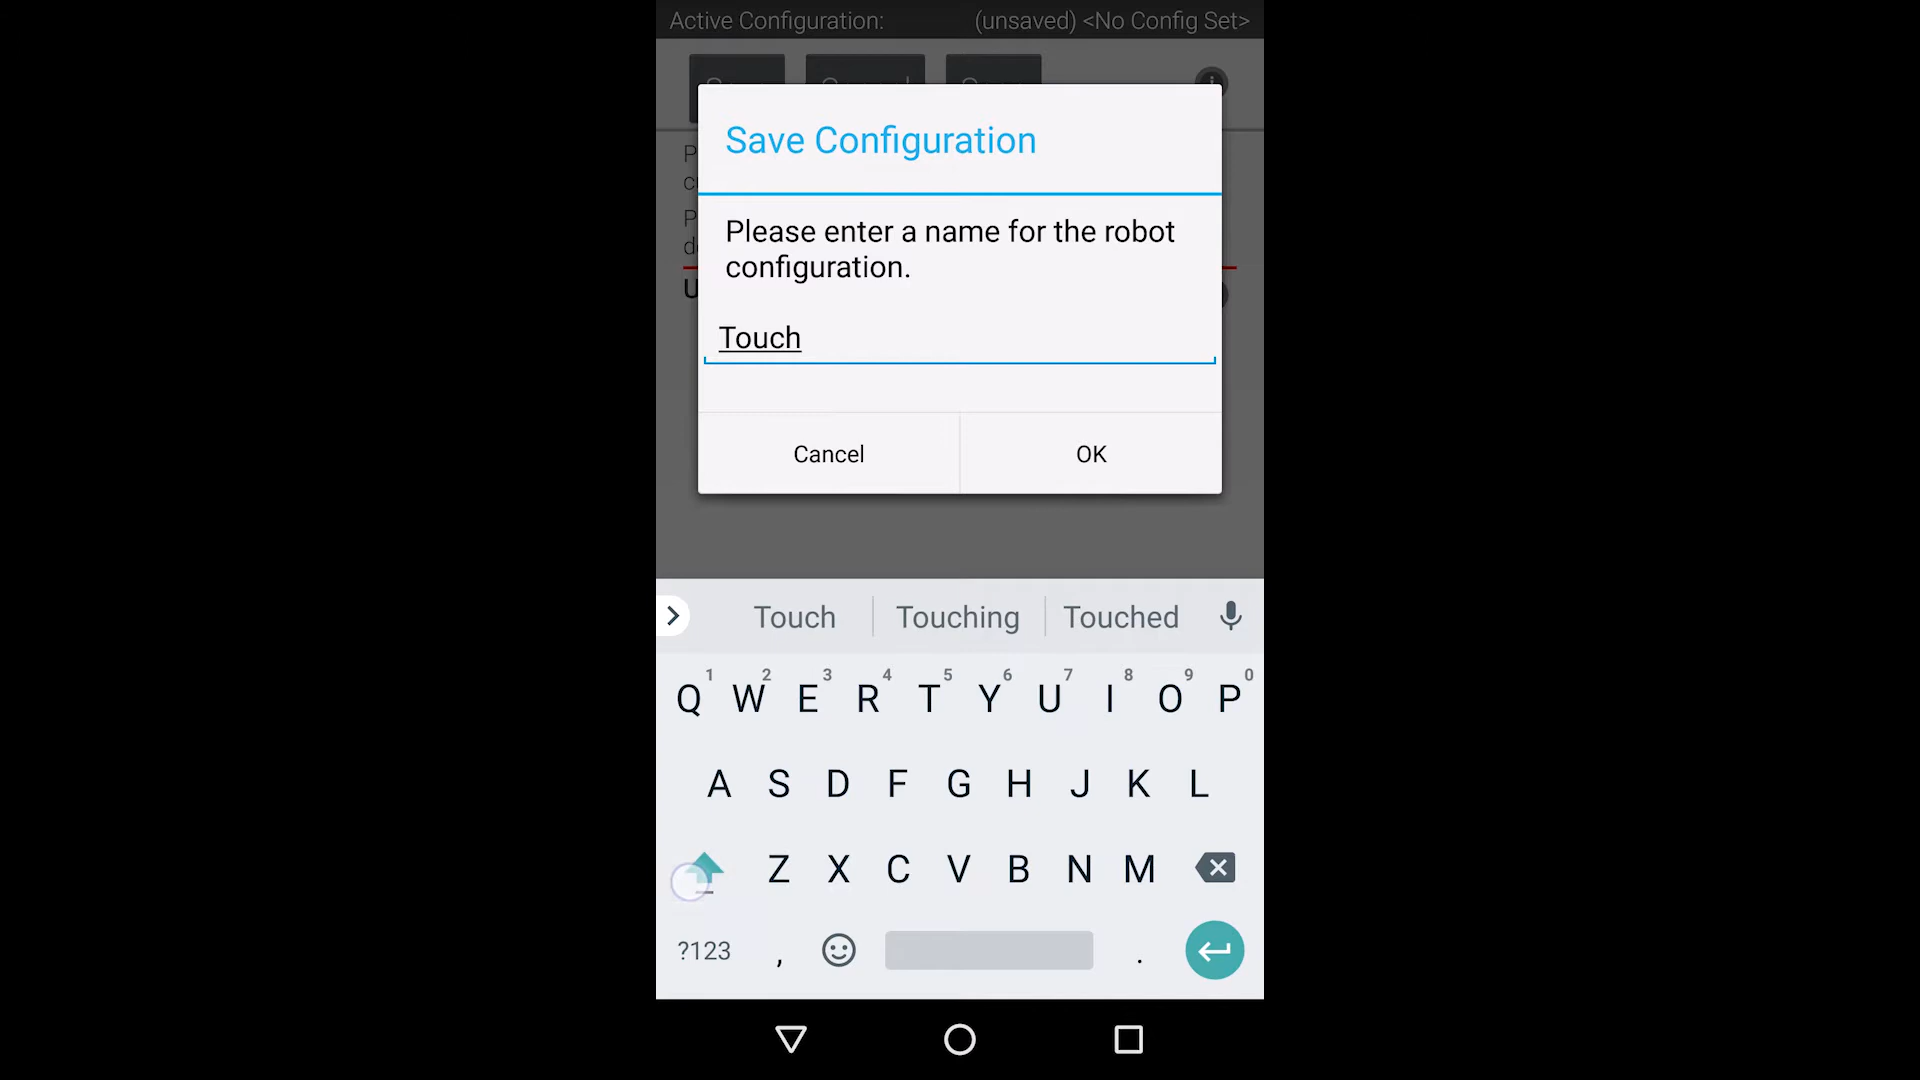 Active Configuration: (unsaved) <No Config Set>
Save Configuration
Please enter a name for the robot
configuration.
Touch
Cancel OK
Touch Touching Touched
1 2 3 4 5 6 7 8 9 0
Q W E R T Y U I O P
A S D F G H J K L
Z X C V B N M
?123 , .